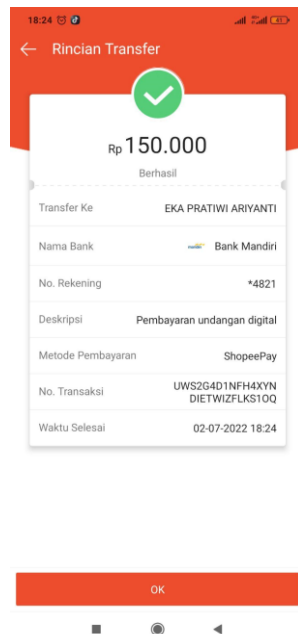 18:24
Rincian Transfer
Rp 150.000
Berhasil
Transfer Ke EKA PRATIWI ARIYANTI
Nama Bank Bank Mandiri
No. Rekening *4821
Deskripsi Pembayaran undangan digital
Metode Pembayaran ShopeePay
No. Transaksi UWS2G4D1NFH4XYN
DIETWIZFLKS1OQ
Waktu Selesai 02-07-2022 18:24
OK